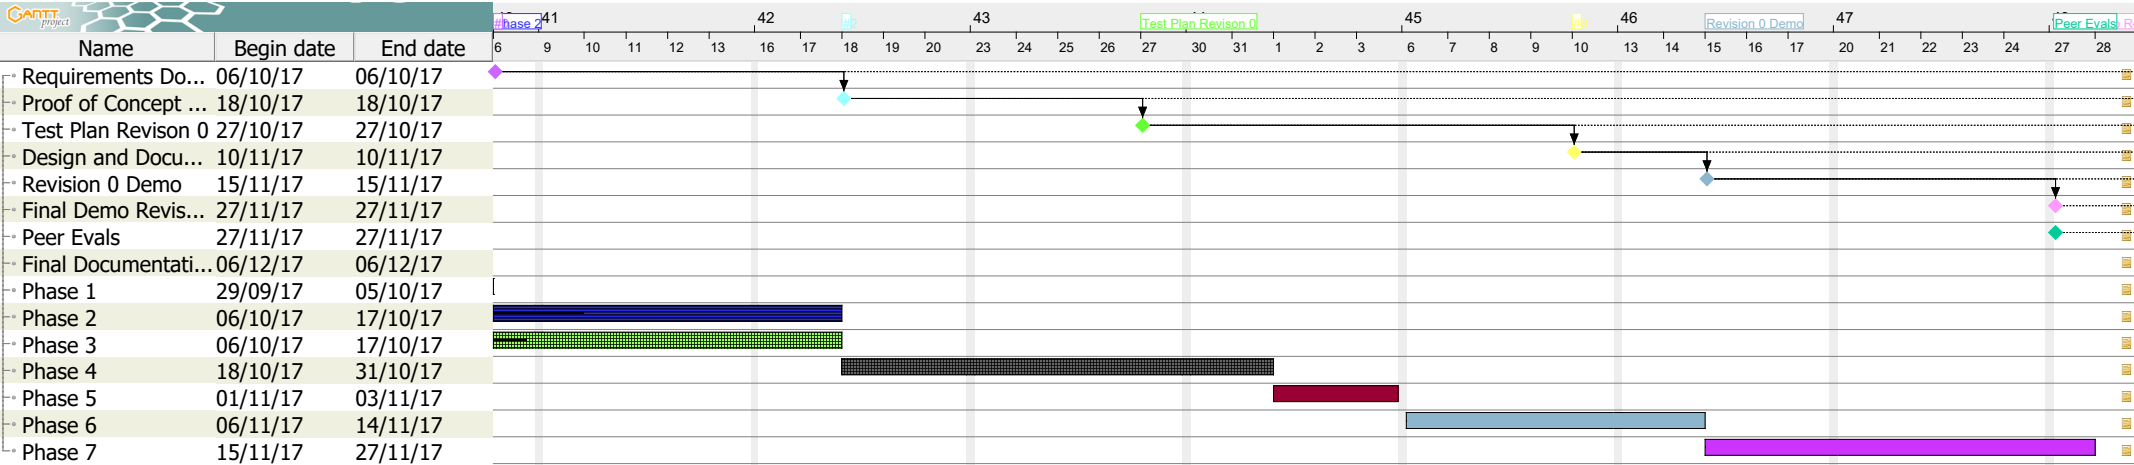 GANTT project
41 42 43 45 46 47
#1 Phase 2 #2 Test Plan Revison 0 Revision 0 Demo Peer Evals
Name Begin date End date 6 9 10 11 12 13 16 17 18 19 20 23 24 25 26 27 30 31 1 2 3 6 7 8 9 10 13 14 15 16 17 20 21 22 23 24 27 28
Requirements Do... 06/10/17 06/10/17
Proof of Concept ... 18/10/17 18/10/17
Test Plan Revison 0 27/10/17 27/10/17
Design and Docu... 10/11/17 10/11/17
Revision 0 Demo 15/11/17 15/11/17
Final Demo Revis... 27/11/17 27/11/17
Peer Evals 27/11/17 27/11/17
Final Documentati... 06/12/17 06/12/17
Phase 1 29/09/17 05/10/17
Phase 2 06/10/17 17/10/17
Phase 3 06/10/17 17/10/17
Phase 4 18/10/17 31/10/17
Phase 5 01/11/17 03/11/17
Phase 6 06/11/17 14/11/17
Phase 7 15/11/17 27/11/17